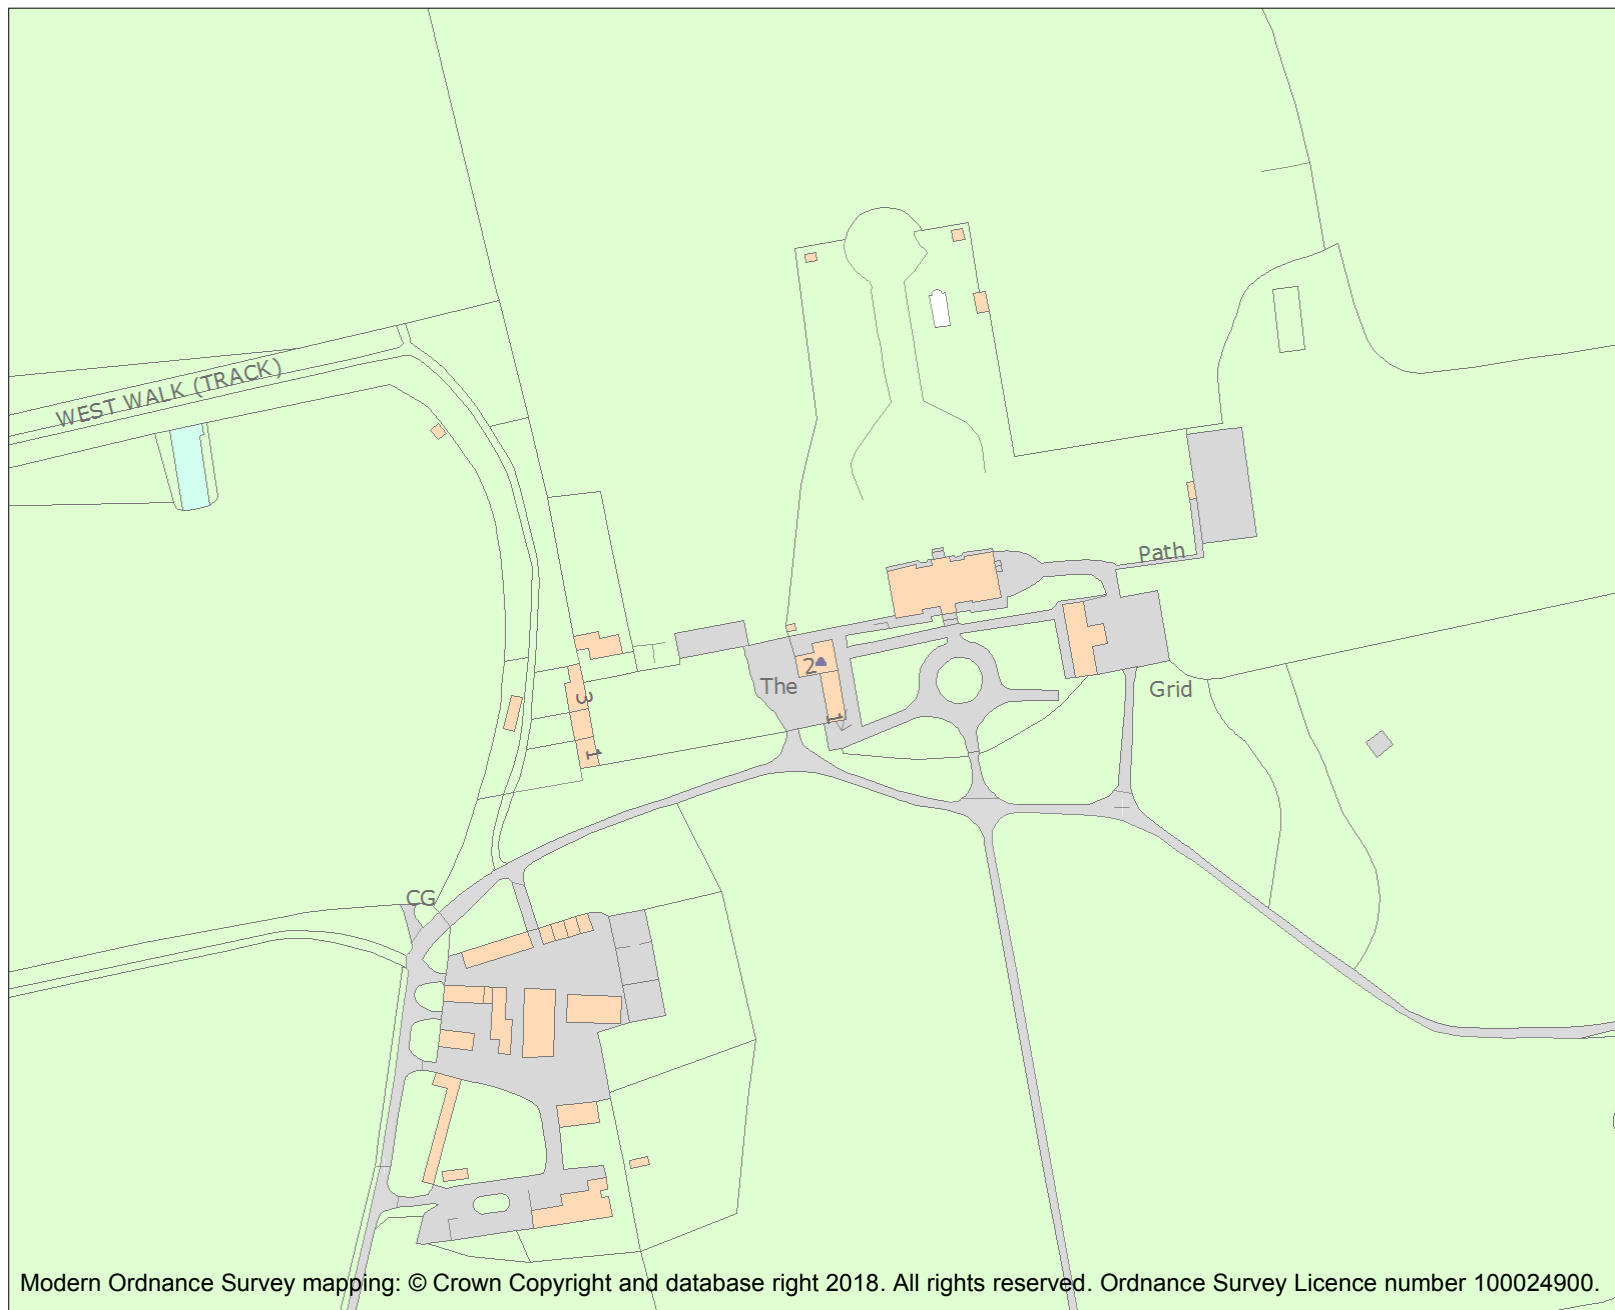 WEST WALK (TRACK)
Path
2
The
Grid
3
1
1
CG
Modern Ordnance Survey mapping: © Crown Copyright and database right 2018. All rights reserved. Ordnance Survey Licence number 100024900.